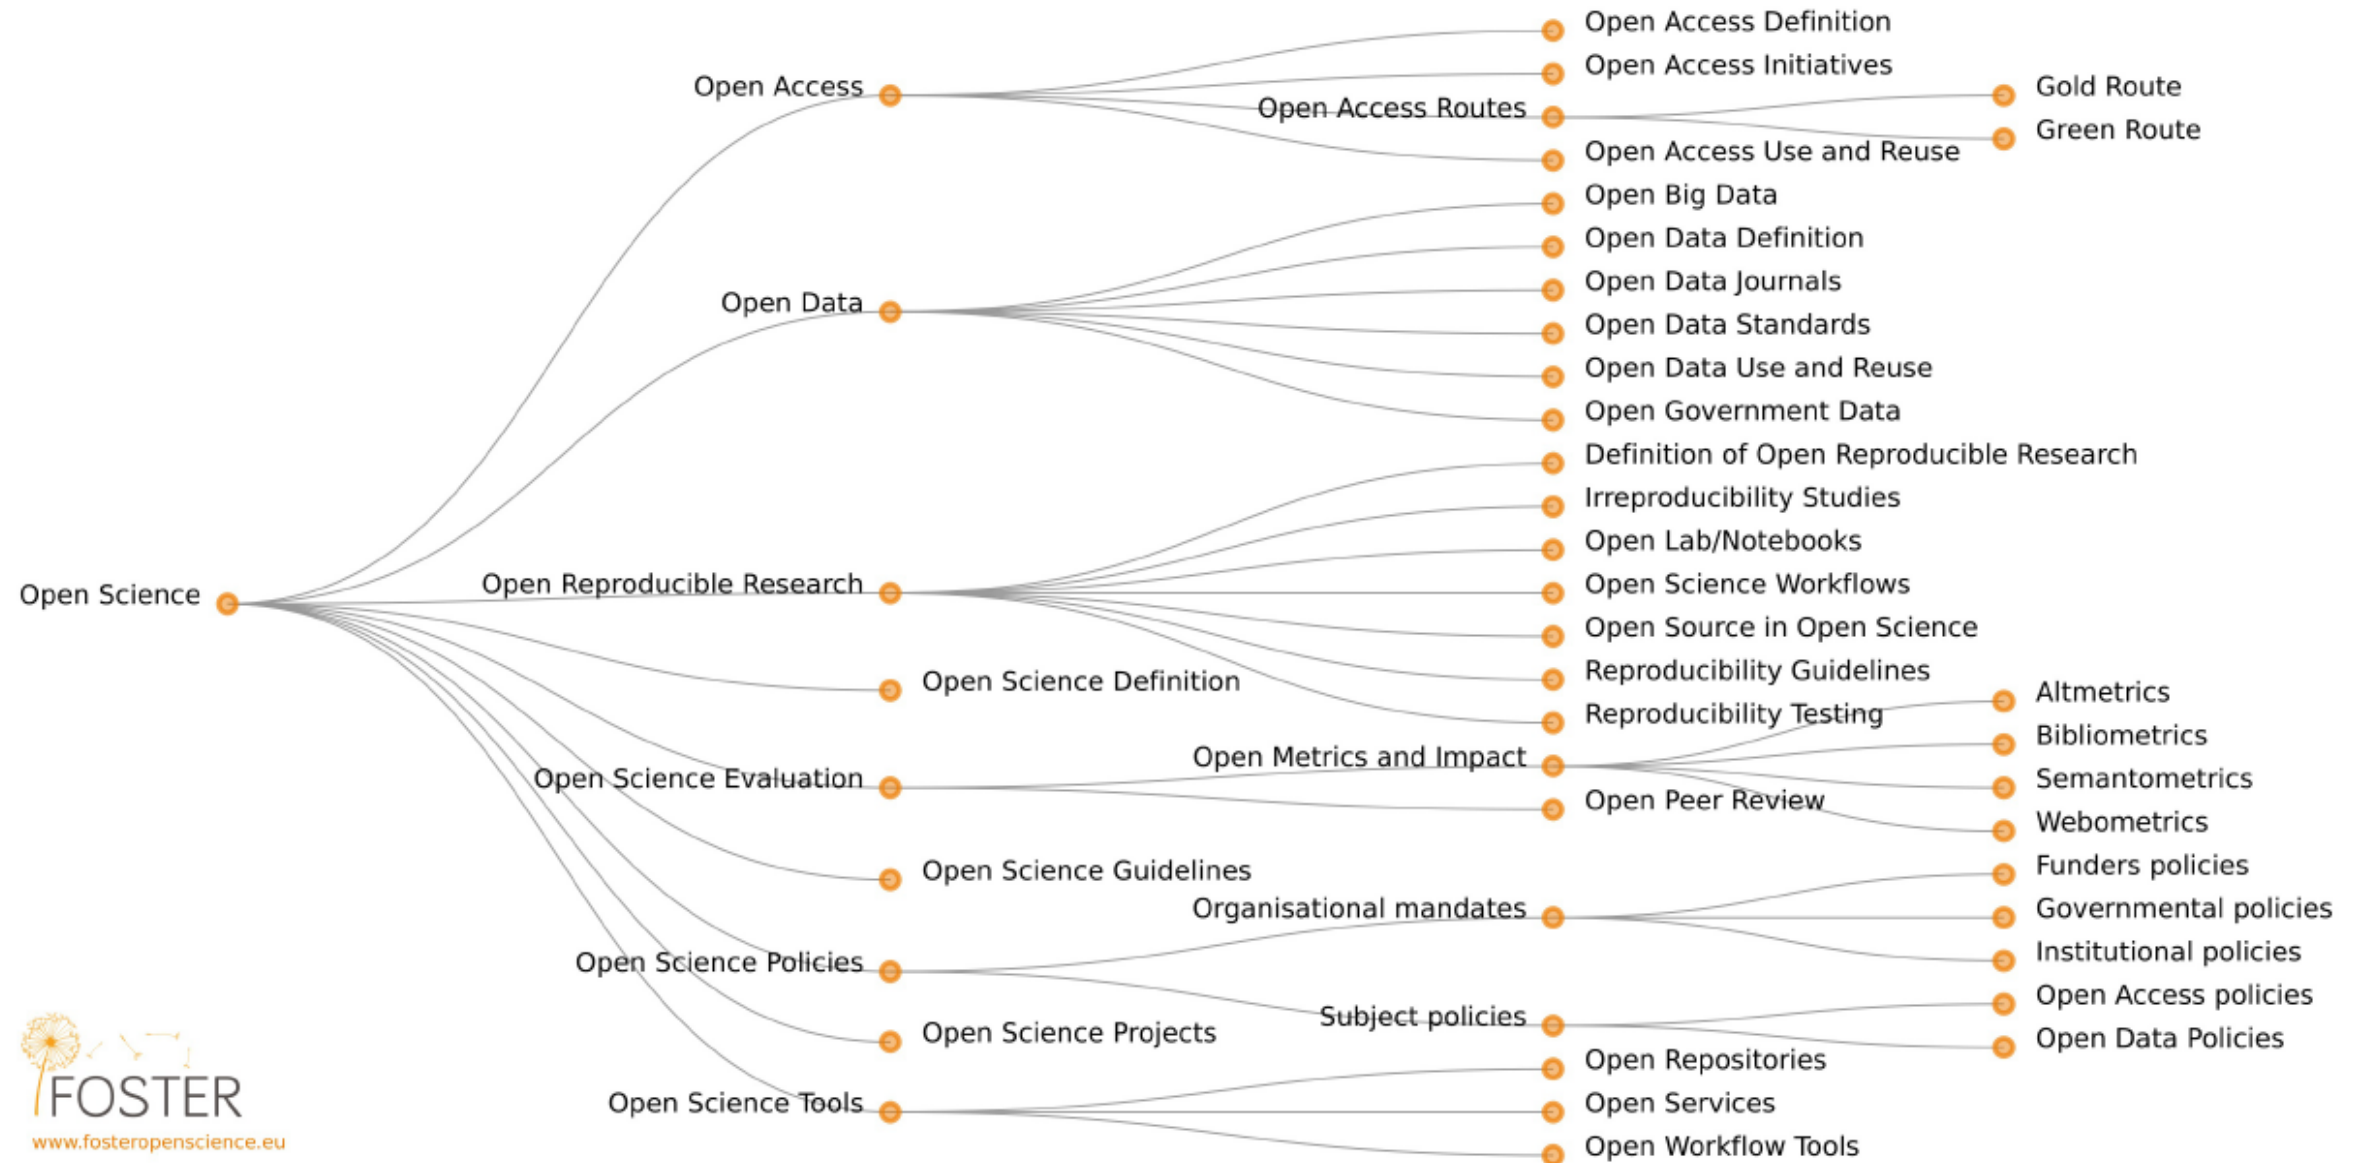 Open Science
Open Access
Open Access Definition
Open Access Initiatives
Open Access Routes
Gold Route
Green Route
Open Access Use and Reuse
Open Data
Open Big Data
Open Data Definition
Open Data Journals
Open Data Standards
Open Data Use and Reuse
Open Government Data
Open Reproducible Research
Definition of Open Reproducible Research
Irreproducibility Studies
Open Lab/Notebooks
Open Science Workflows
Open Source in Open Science
Reproducibility Guidelines
Reproducibility Testing
Open Science Definition
Open Science Evaluation
Open Metrics and Impact
Altmetrics
Bibliometrics
Semantometrics
Webometrics
Open Peer Review
Open Science Guidelines
Open Science Policies
Organisational mandates
Funders policies
Governmental policies
Institutional policies
Subject policies
Open Access policies
Open Data Policies
Open Science Projects
Open Science Tools
Open Repositories
Open Services
Open Workflow Tools
FOSTER
www.fosteropenscience.eu